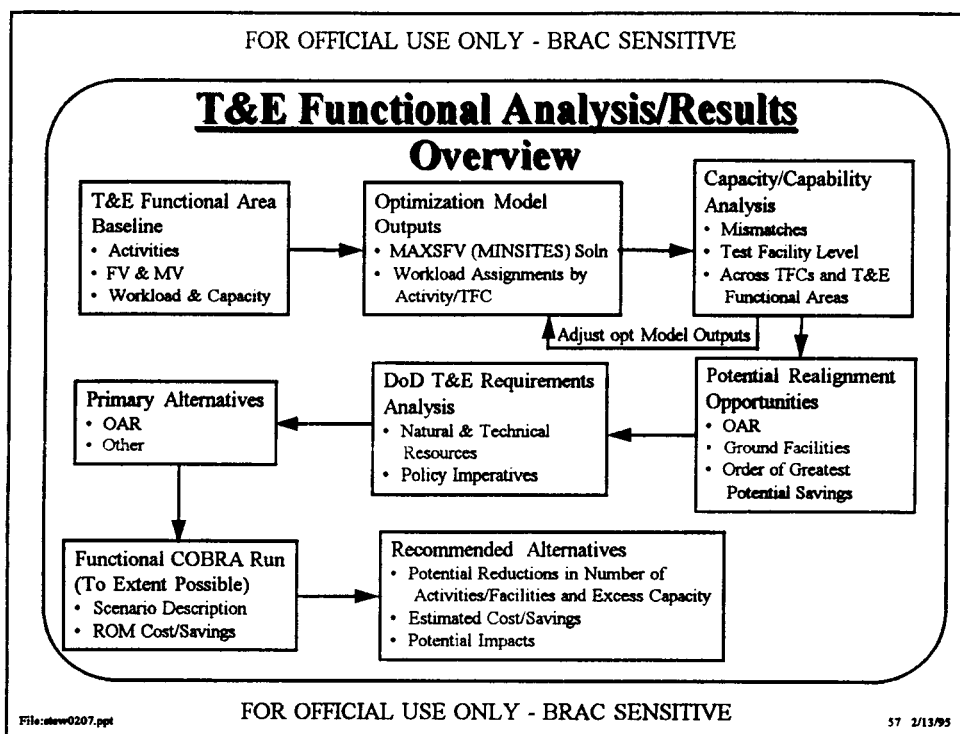 FOR OFFICIAL USE ONLY - BRAC SENSITIVE
T&E Functional Analysis/Results
Overview
T&E Functional Area
Baseline
• Activities
• FV & MV
• Workload & Capacity
Optimization Model
Outputs
• MAXSFV (MINSITES) Soln
• Workload Assignments by
Activity/TFC
Capacity/Capability
Analysis
• Mismatches
• Test Facility Level
• Across TFCs and T&E
Functional Areas
Adjust opt Model Outputs
Potential Realignment
Opportunities
• OAR
• Ground Facilities
• Order of Greatest
Potential Savings
DoD T&E Requirements
Analysis
• Natural & Technical
Resources
• Policy Imperatives
Primary Alternatives
• OAR
• Other
Functional COBRA Run
(To Extent Possible)
• Scenario Description
• ROM Cost/Savings
Recommended Alternatives
• Potential Reductions in Number of
Activities/Facilities and Excess Capacity
• Estimated Cost/Savings
• Potential Impacts
File:stew0207.ppt
FOR OFFICIAL USE ONLY - BRAC SENSITIVE
57 2/13/95